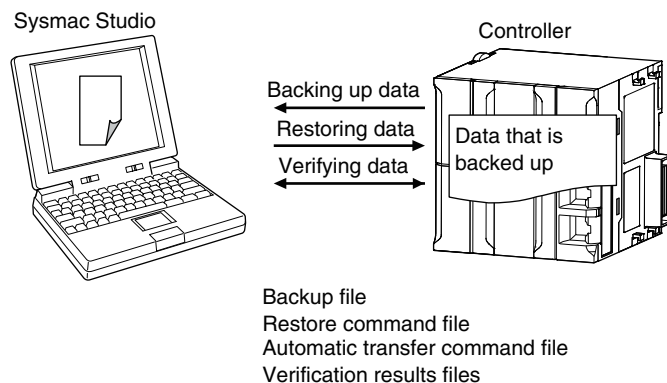 Sysmac Studio
Controller
Backing up data
Restoring data
Verifying data
Data that is
backed up
Backup file
Restore command file
Automatic transfer command file
Verification results files